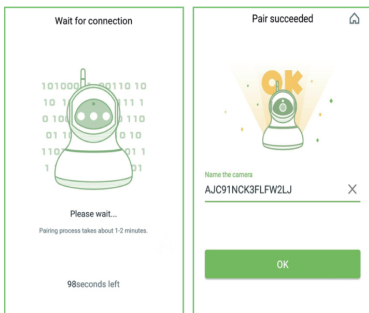 Wait for connection
Please wait...
Pairing process takes about 1-2 minutes.
98seconds left
Pair succeeded
OK
Name the camera
AJC91NCK3FLFW2LJ
OK